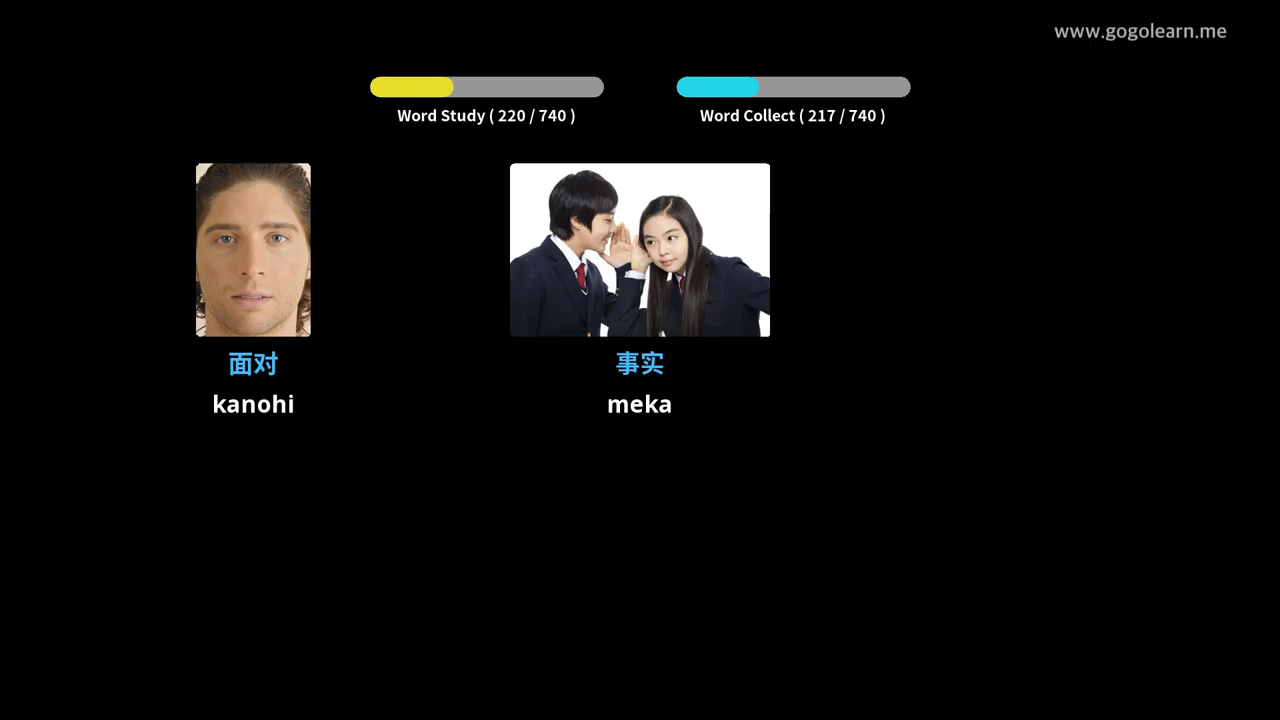 www.gogolearn.me
Word Study ( 220 / 740 )
Word Collect ( 217 / 740 )
面对
事实
kanohi
meka